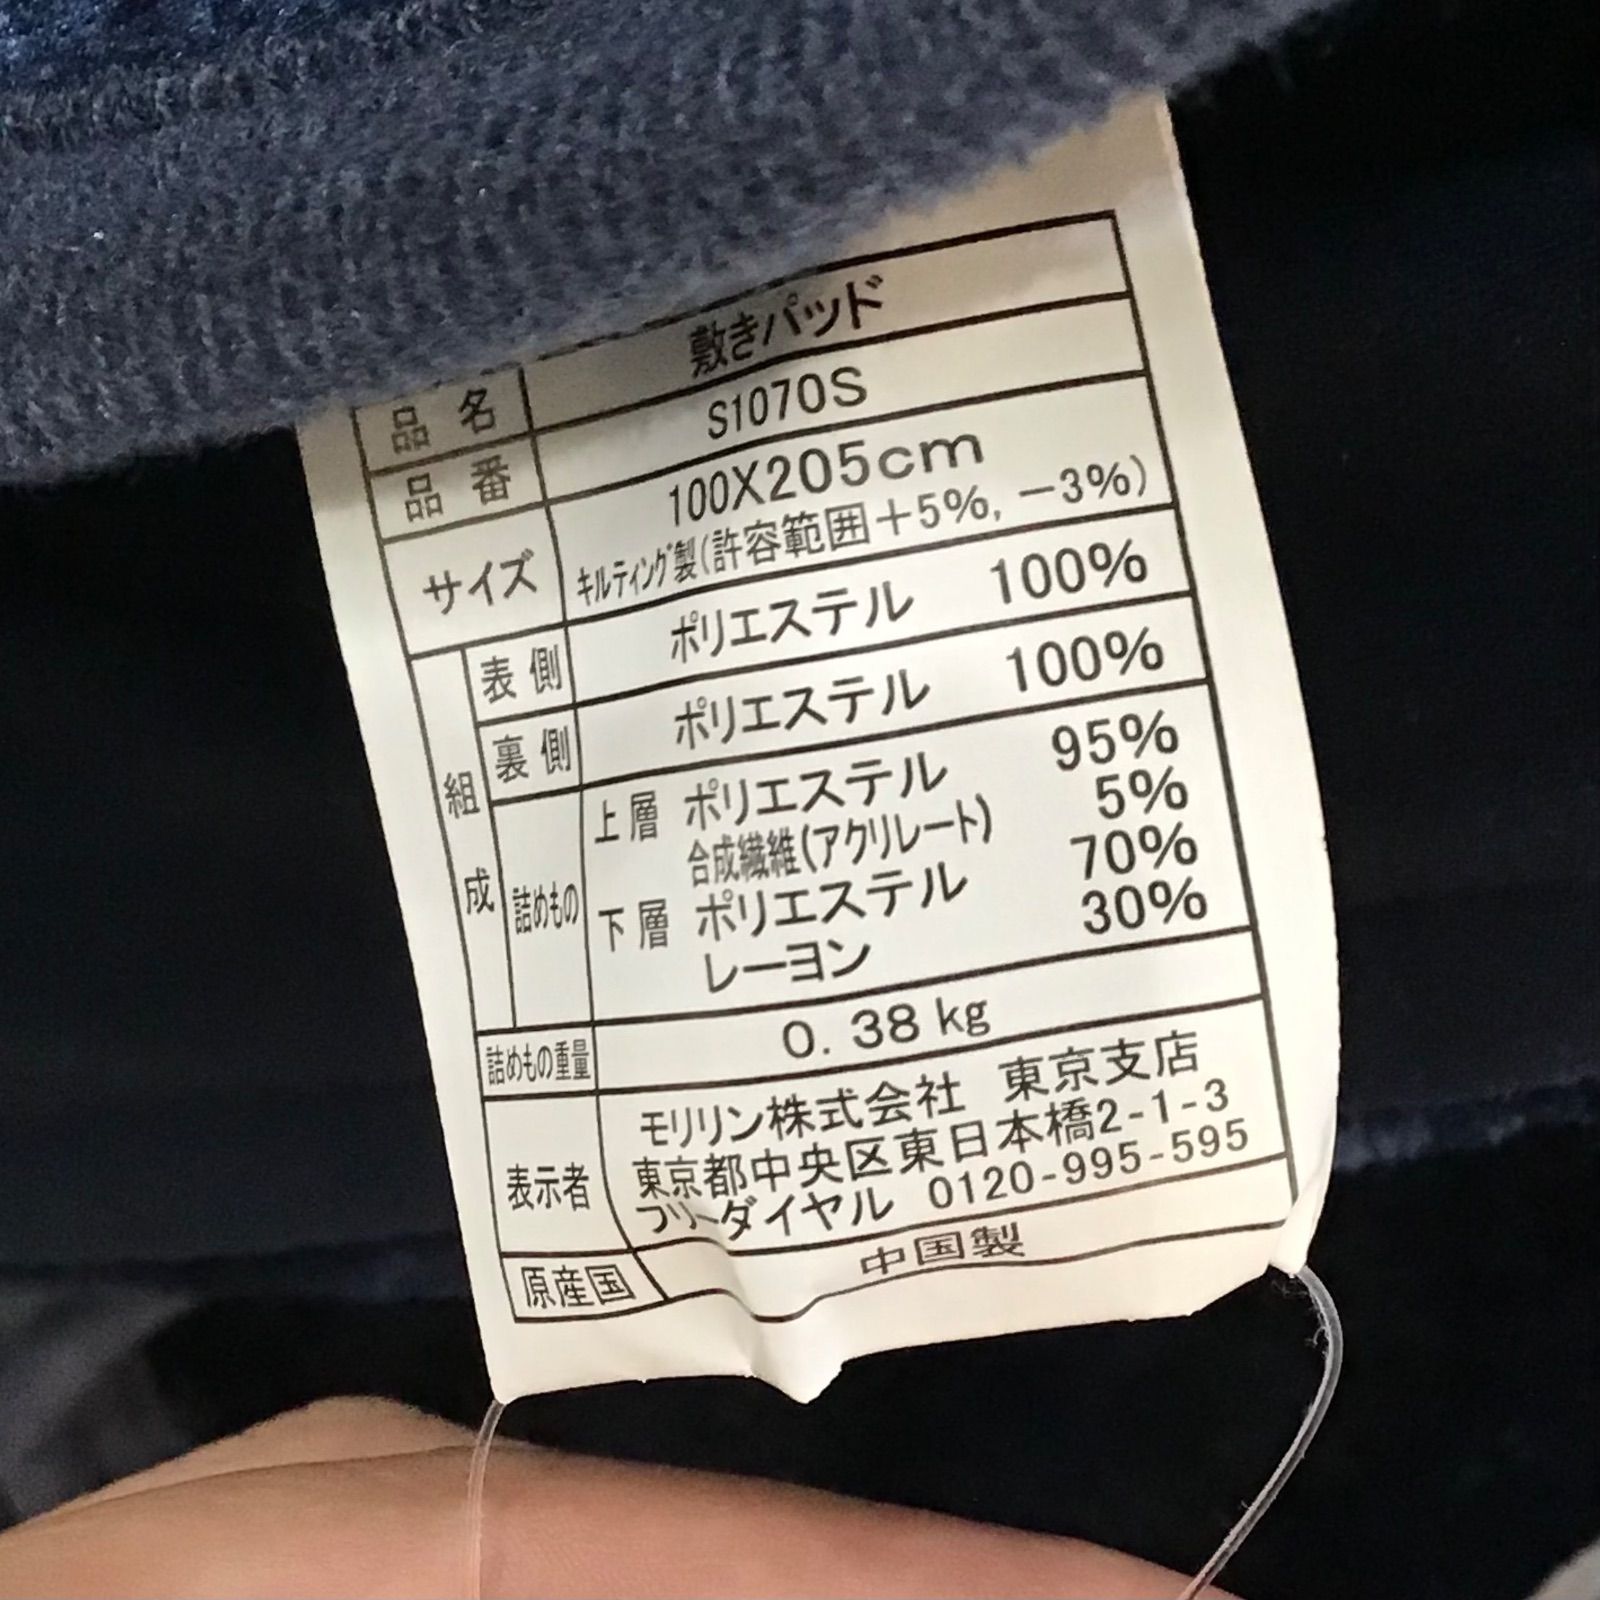 品名 敷きパッド
品番 S1070S
サイズ 100X205cm
キルティング製(許容範囲+5%, −3%)
組成 表側 ポリエステル 100%
裏側 ポリエステル 100%
詰めもの 上層 ポリエステル 95%
合成繊維(アクリレート) 5%
下層 ポリエステル 70%
レーヨン 30%
詰めもの重量 0.38kg
表示者 モリリン株式会社 東京支店
東京都中央区東日本橋2-1-3
フリーダイヤル 0120-995-595
原産国 中国製